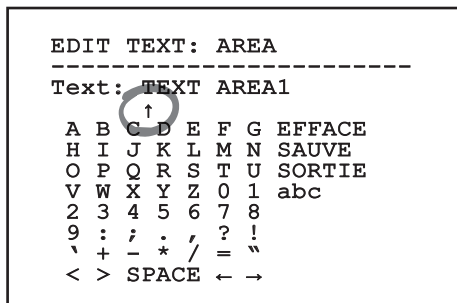 EDIT TEXT: AREA
------------------------
Text: TEXT AREA1
↑
A B C D E F G EFFACE
H I J K L M N SAUVE
O P Q R S T U SORTIE
V W X Y Z 0 1 abc
2 3 4 5 6 7 8
9 : ; . , ? !
‵ + – * / = ‶
< > SPACE ← →